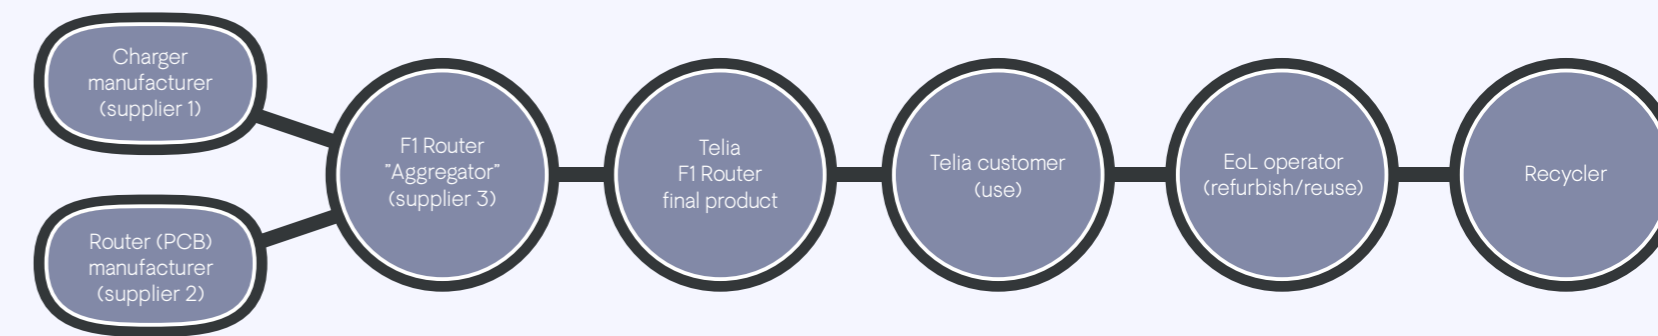 Charger
manufacturer
(supplier 1)
Router (PCB)
manufacturer
(supplier 2)
F1 Router
"Aggregator"
(supplier 3)
Telia
F1 Router
final product
Telia customer
(use)
EoL operator
(refurbish/reuse)
Recycler